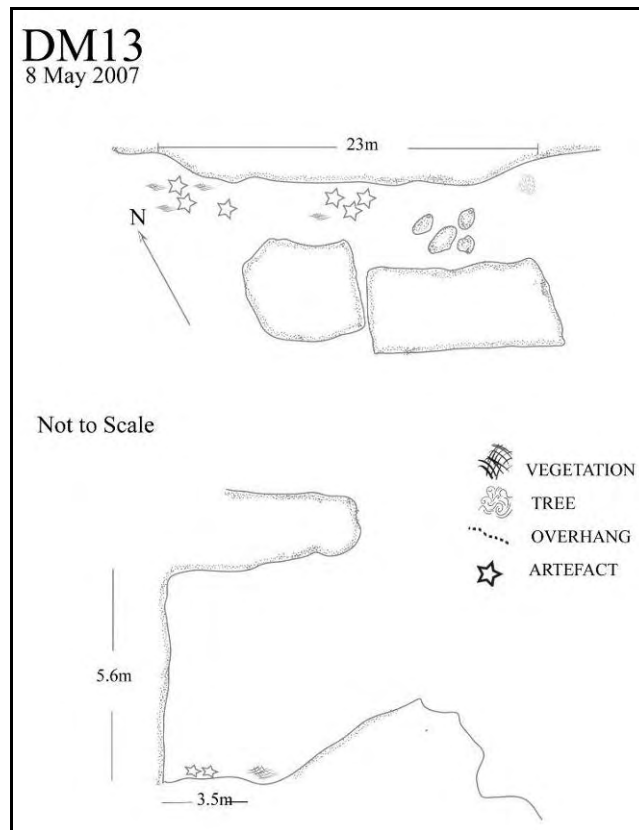 DM13
8 May 2007
23m
N
Not to Scale
VEGETATION
TREE
OVERHANG
ARTEFACT
5.6m
3.5m